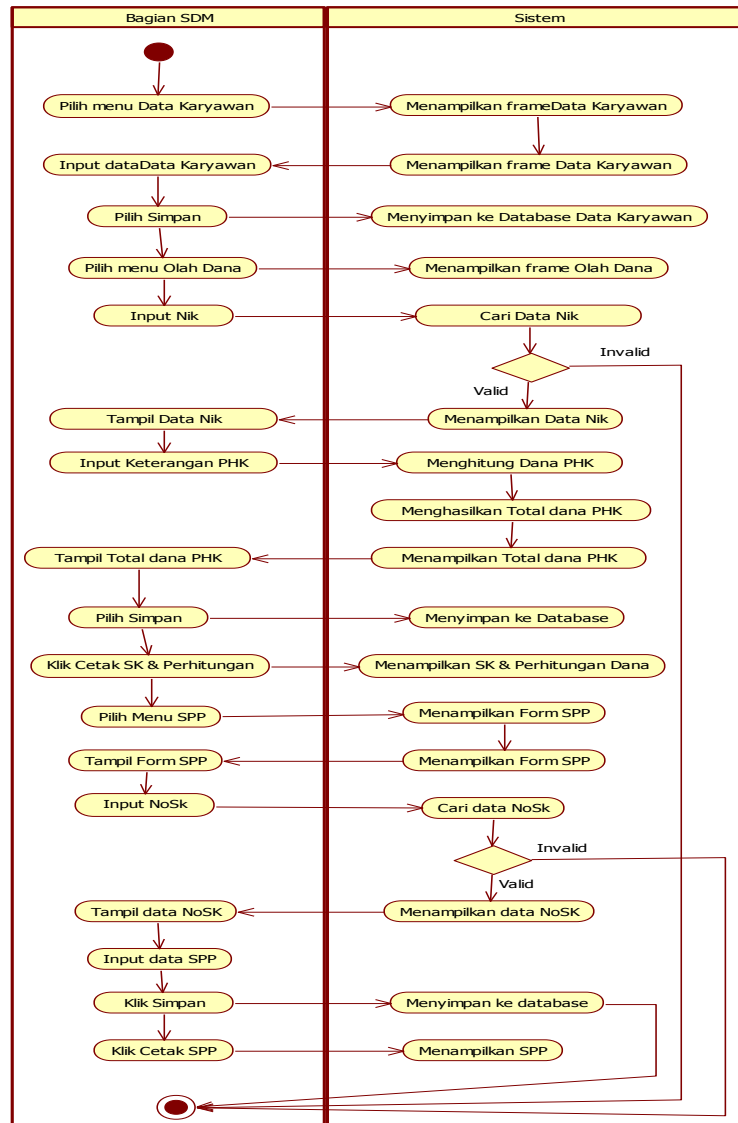 Bagian SDM
Sistem
Pilih menu Data Karyawan
Menampilkan frameData Karyawan
Input dataData Karyawan
Menampilkan frame Data Karyawan
Pilih Simpan
Menyimpan ke Database Data Karyawan
Pilih menu Olah Dana
Menampilkan frame Olah Dana
Input Nik
Cari Data Nik
Invalid
Valid
Tampil Data Nik
Menampilkan Data Nik
Input Keterangan PHK
Menghitung Dana PHK
Menghasilkan Total dana PHK
Tampil Total dana PHK
Menampilkan Total dana PHK
Pilih Simpan
Menyimpan ke Database
Klik Cetak SK & Perhitungan
Menampilkan SK & Perhitungan Dana
Pilih Menu SPP
Menampilkan Form SPP
Tampil Form SPP
Menampilkan Form SPP
Input NoSk
Cari data NoSk
Invalid
Valid
Tampil data NoSK
Menampilkan data NoSK
Input data SPP
Klik Simpan
Menyimpan ke database
Klik Cetak SPP
Menampilkan SPP